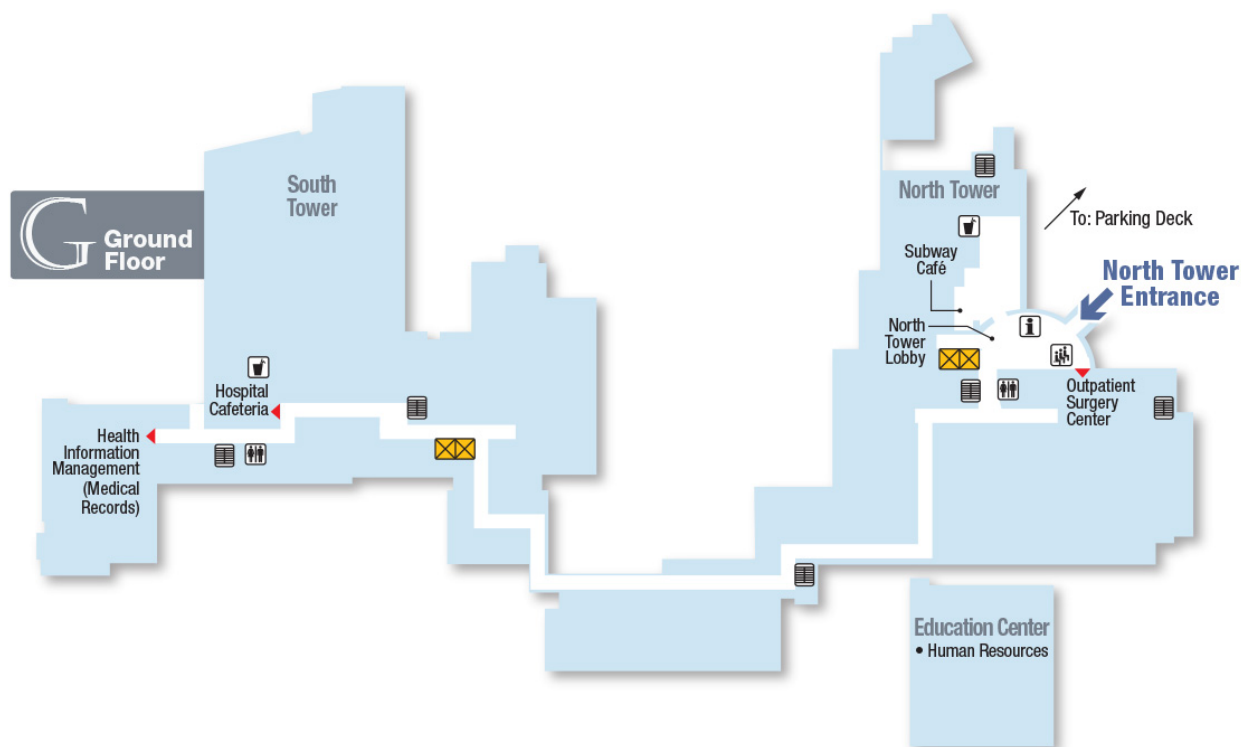 G Ground
Floor
South
Tower
Hospital
Cafeteria
Health
Information
Management
(Medical
Records)
North Tower
Subway
Café
North
Tower
Lobby
To: Parking Deck
North Tower
Entrance
Outpatient
Surgery
Center
Education Center
• Human Resources